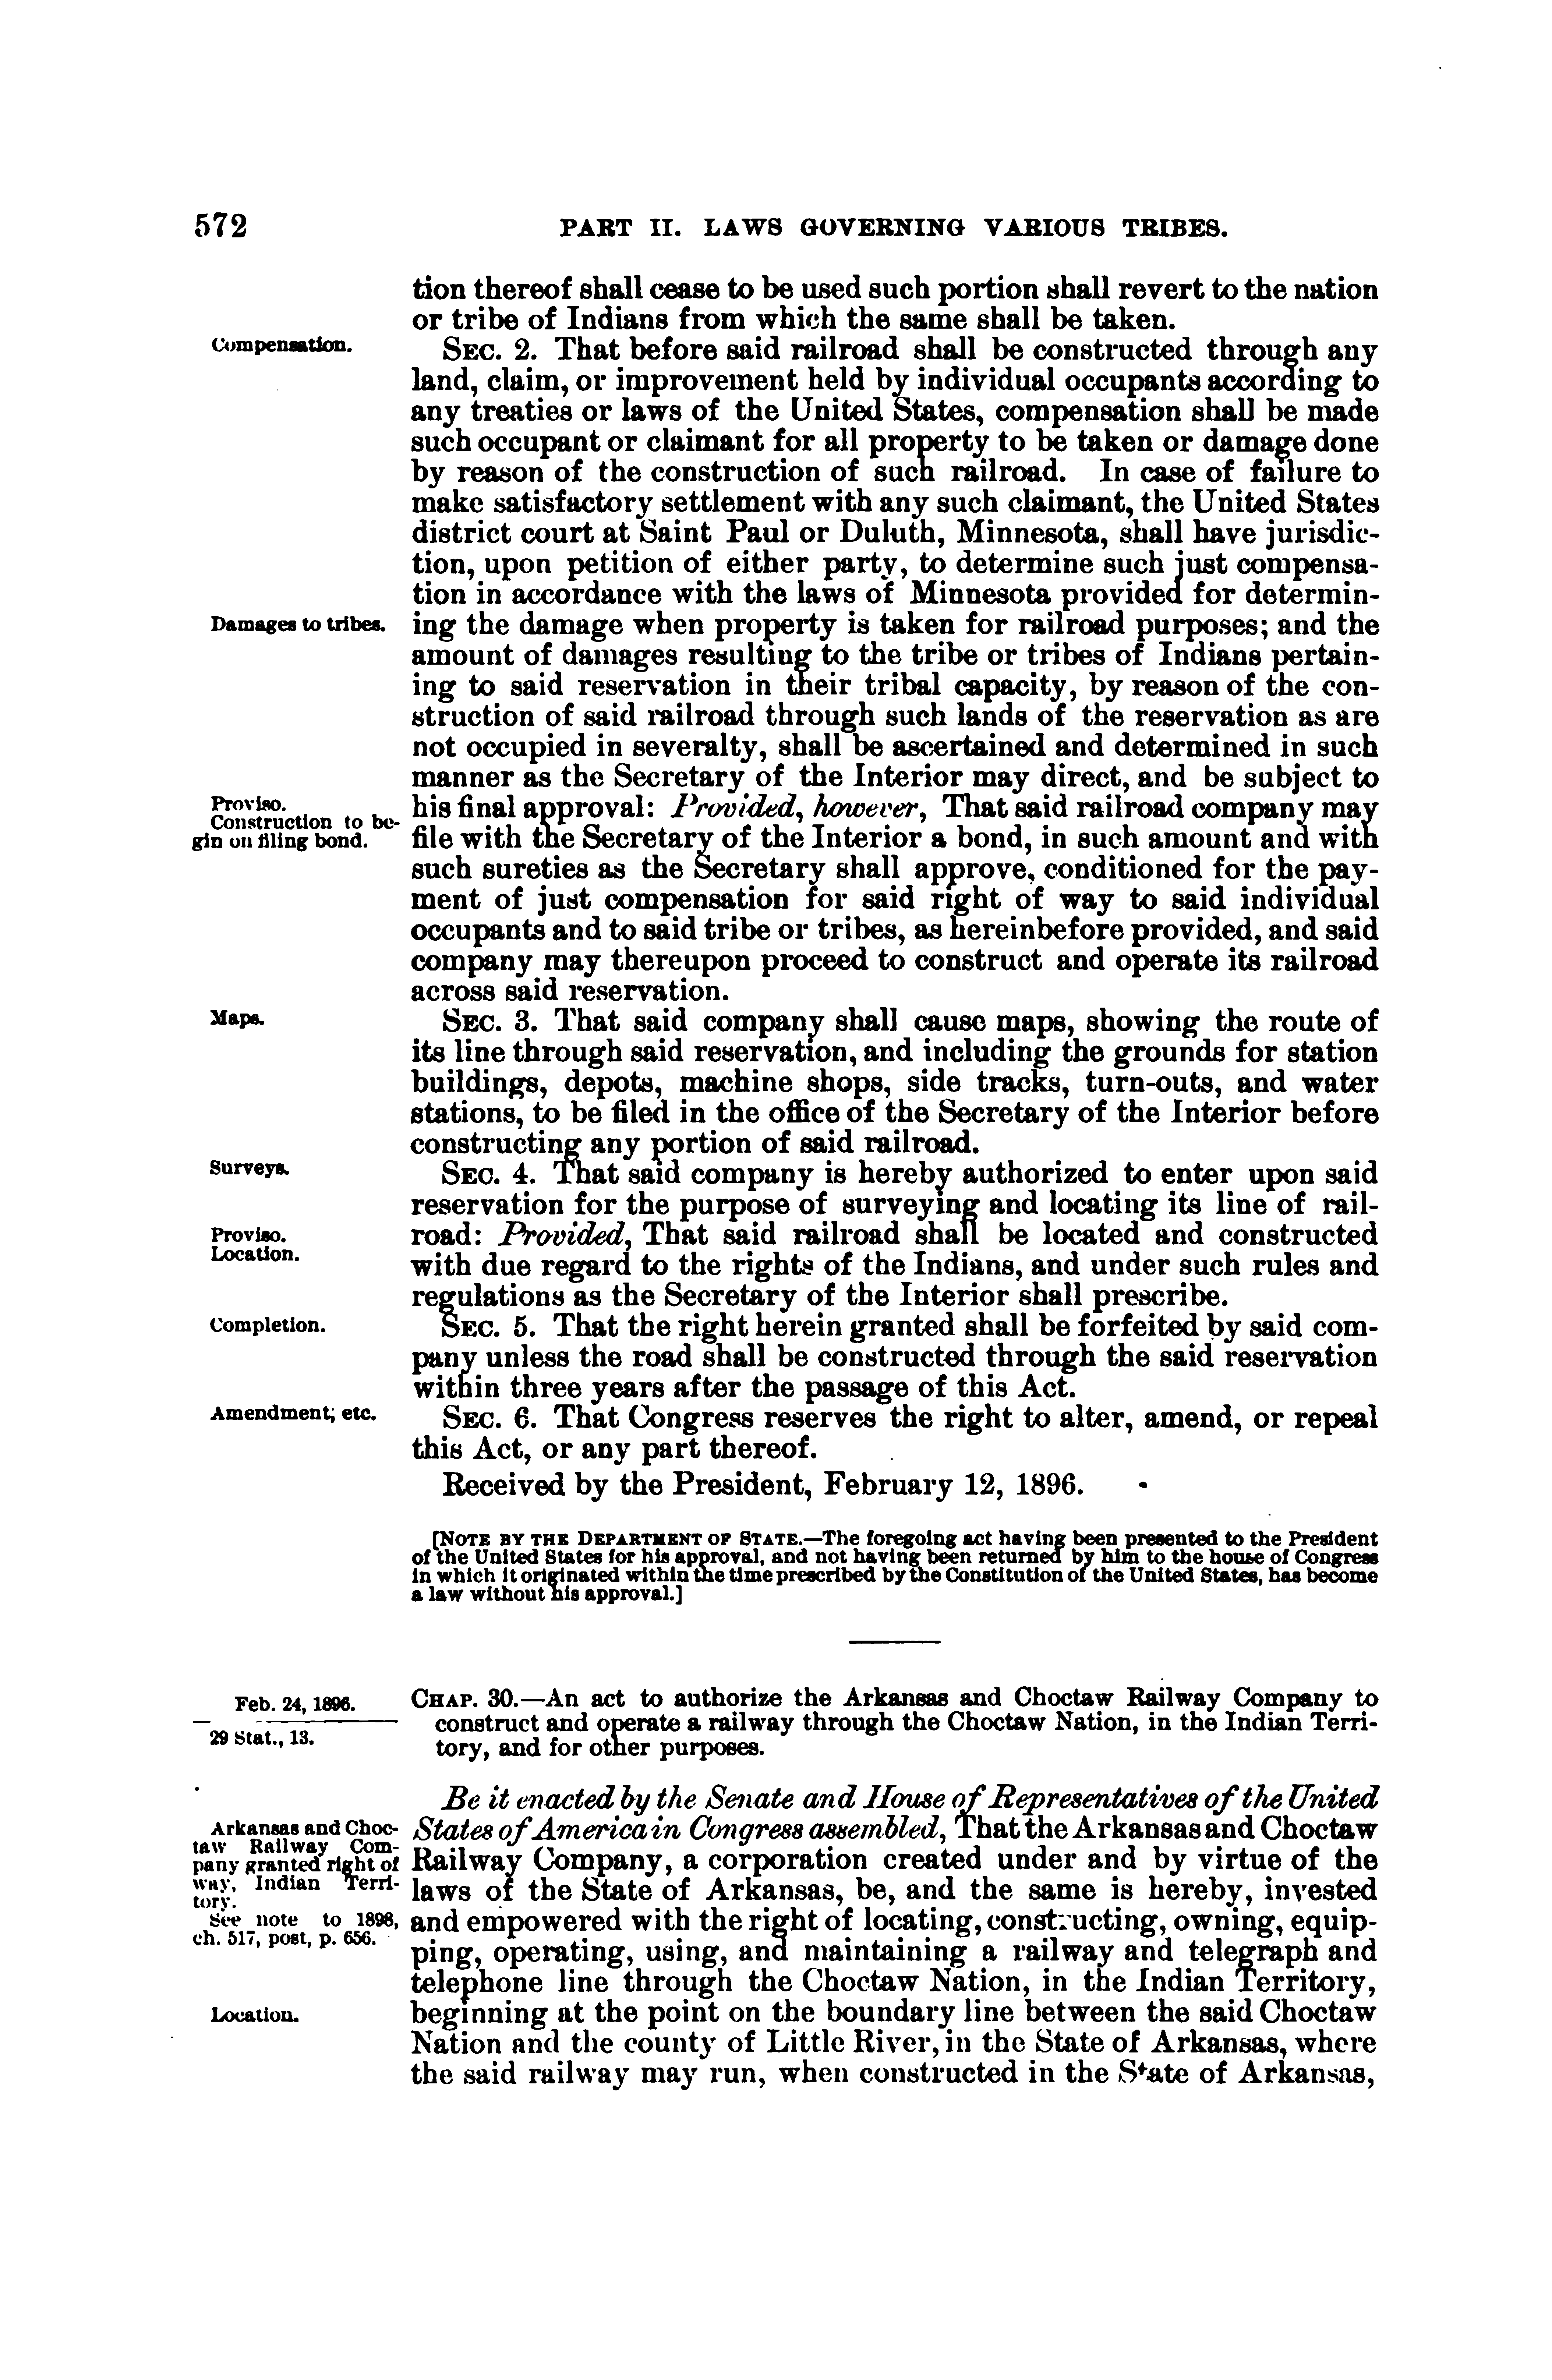 572 PART II. LAWS GOVERNING VARIOUS TRIBES.
tion thereof shall cease to be used such portion shall revert to the nation
or tribe of Indians from which the same shall be taken.
Compensation.
SEC. 2. That before said railroad shall be constructed through any
land, claim, or improvement held by individual occupants according to
any treaties or laws of the United States, compensation shall be made
such occupant or claimant for all property to be taken or damage done
by reason of the construction of such railroad. In case of failure to
make satisfactory settlement with any such claimant, the United States
district court at Saint Paul or Duluth, Minnesota, shall have jurisdic-
tion, upon petition of either party, to determine such just compensa-
tion in accordance with the laws of Minnesota provided for determin-
Damages to tribes.
ing the damage when property is taken for railroad purposes; and the
amount of damages resulting to the tribe or tribes of Indians pertain-
ing to said reservation in their tribal capacity, by reason of the con-
struction of said railroad through such lands of the reservation as are
not occupied in severalty, shall be ascertained and determined in such
manner as the Secretary of the Interior may direct, and be subject to
Proviso.
Construction to be-
gin on filing bond.
his final approval: Provided, however, That said railroad company may
file with the Secretary of the Interior a bond, in such amount and with
such sureties as the Secretary shall approve, conditioned for the pay-
ment of just compensation for said right of way to said individual
occupants and to said tribe or tribes, as hereinbefore provided, and said
company may thereupon proceed to construct and operate its railroad
across said reservation.
Maps.
SEC. 3. That said company shall cause maps, showing the route of
its line through said reservation, and including the grounds for station
buildings, depots, machine shops, side tracks, turn-outs, and water
stations, to be filed in the office of the Secretary of the Interior before
constructing any portion of said railroad.
Surveys.
SEC. 4. That said company is hereby authorized to enter upon said
reservation for the purpose of surveying and locating its line of rail-
Proviso.
Location.
road: Provided, That said railroad shall be located and constructed
with due regard to the rights of the Indians, and under such rules and
regulations as the Secretary of the Interior shall prescribe.
Completion.
SEC. 5. That the right herein granted shall be forfeited by said com-
pany unless the road shall be constructed through the said reservation
within three years after the passage of this Act.
Amendment, etc.
SEC. 6. That Congress reserves the right to alter, amend, or repeal
this Act, or any part thereof.
Received by the President, February 12, 1896.
[NOTE BY THE DEPARTMENT OF STATE.—The foregoing act having been presented to the President
of the United States for his approval, and not having been returned by him to the house of Congress
in which it originated within the time prescribed by the Constitution of the United States, has become
a law without his approval.]
Feb. 24, 1896.
29 Stat., 13.
CHAP. 30.—An act to authorize the Arkansas and Choctaw Railway Company to
construct and operate a railway through the Choctaw Nation, in the Indian Terri-
tory, and for other purposes.
Be it enacted by the Senate and House of Representatives of the United
Arkansas and Choc-
taw Railway Com-
pany granted right of
way, Indian Terri-
tory.
See note to 1898,
ch. 517, post, p. 656.
States of America in Congress assembled, That the Arkansas and Choctaw
Railway Company, a corporation created under and by virtue of the
laws of the State of Arkansas, be, and the same is hereby, invested
and empowered with the right of locating, constructing, owning, equip-
ping, operating, using, and maintaining a railway and telegraph and
telephone line through the Choctaw Nation, in the Indian Territory,
Location.
beginning at the point on the boundary line between the said Choctaw
Nation and the county of Little River, in the State of Arkansas, where
the said railway may run, when constructed in the State of Arkansas,